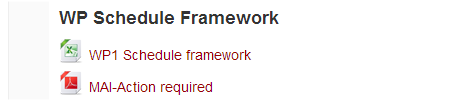 WP Schedule Framework
WP1 Schedule framework
MAI-Action required